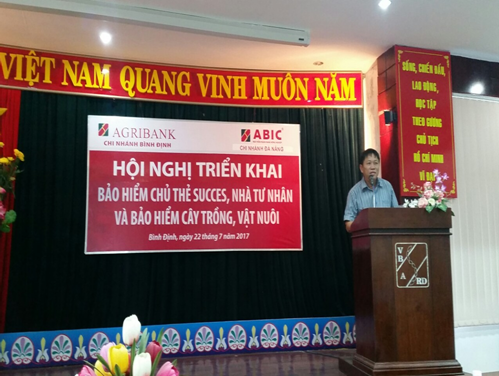 VIỆT NAM QUANG VINH MUÔN NĂM
AGRIBANK
CHI NHÁNH BÌNH ĐỊNH
ABIC
CHI NHÁNH ĐÀ NẴNG
HỘI NGHỊ TRIỂN KHAI
BẢO HIỂM CHỦ THẺ SUCCES, NHÀ TƯ NHÂN
VÀ BẢO HIỂM CÂY TRỒNG, VẬT NUÔI
Bình Định, ngày 22 tháng 7 năm 2017
SỐNG, CHIẾN ĐẤU,
LAO ĐỘNG,
HỌC TẬP
THEO GƯƠNG
CHỦ TỊCH
HỒ CHÍ MINH
VĨ ĐẠI
V B
A RD